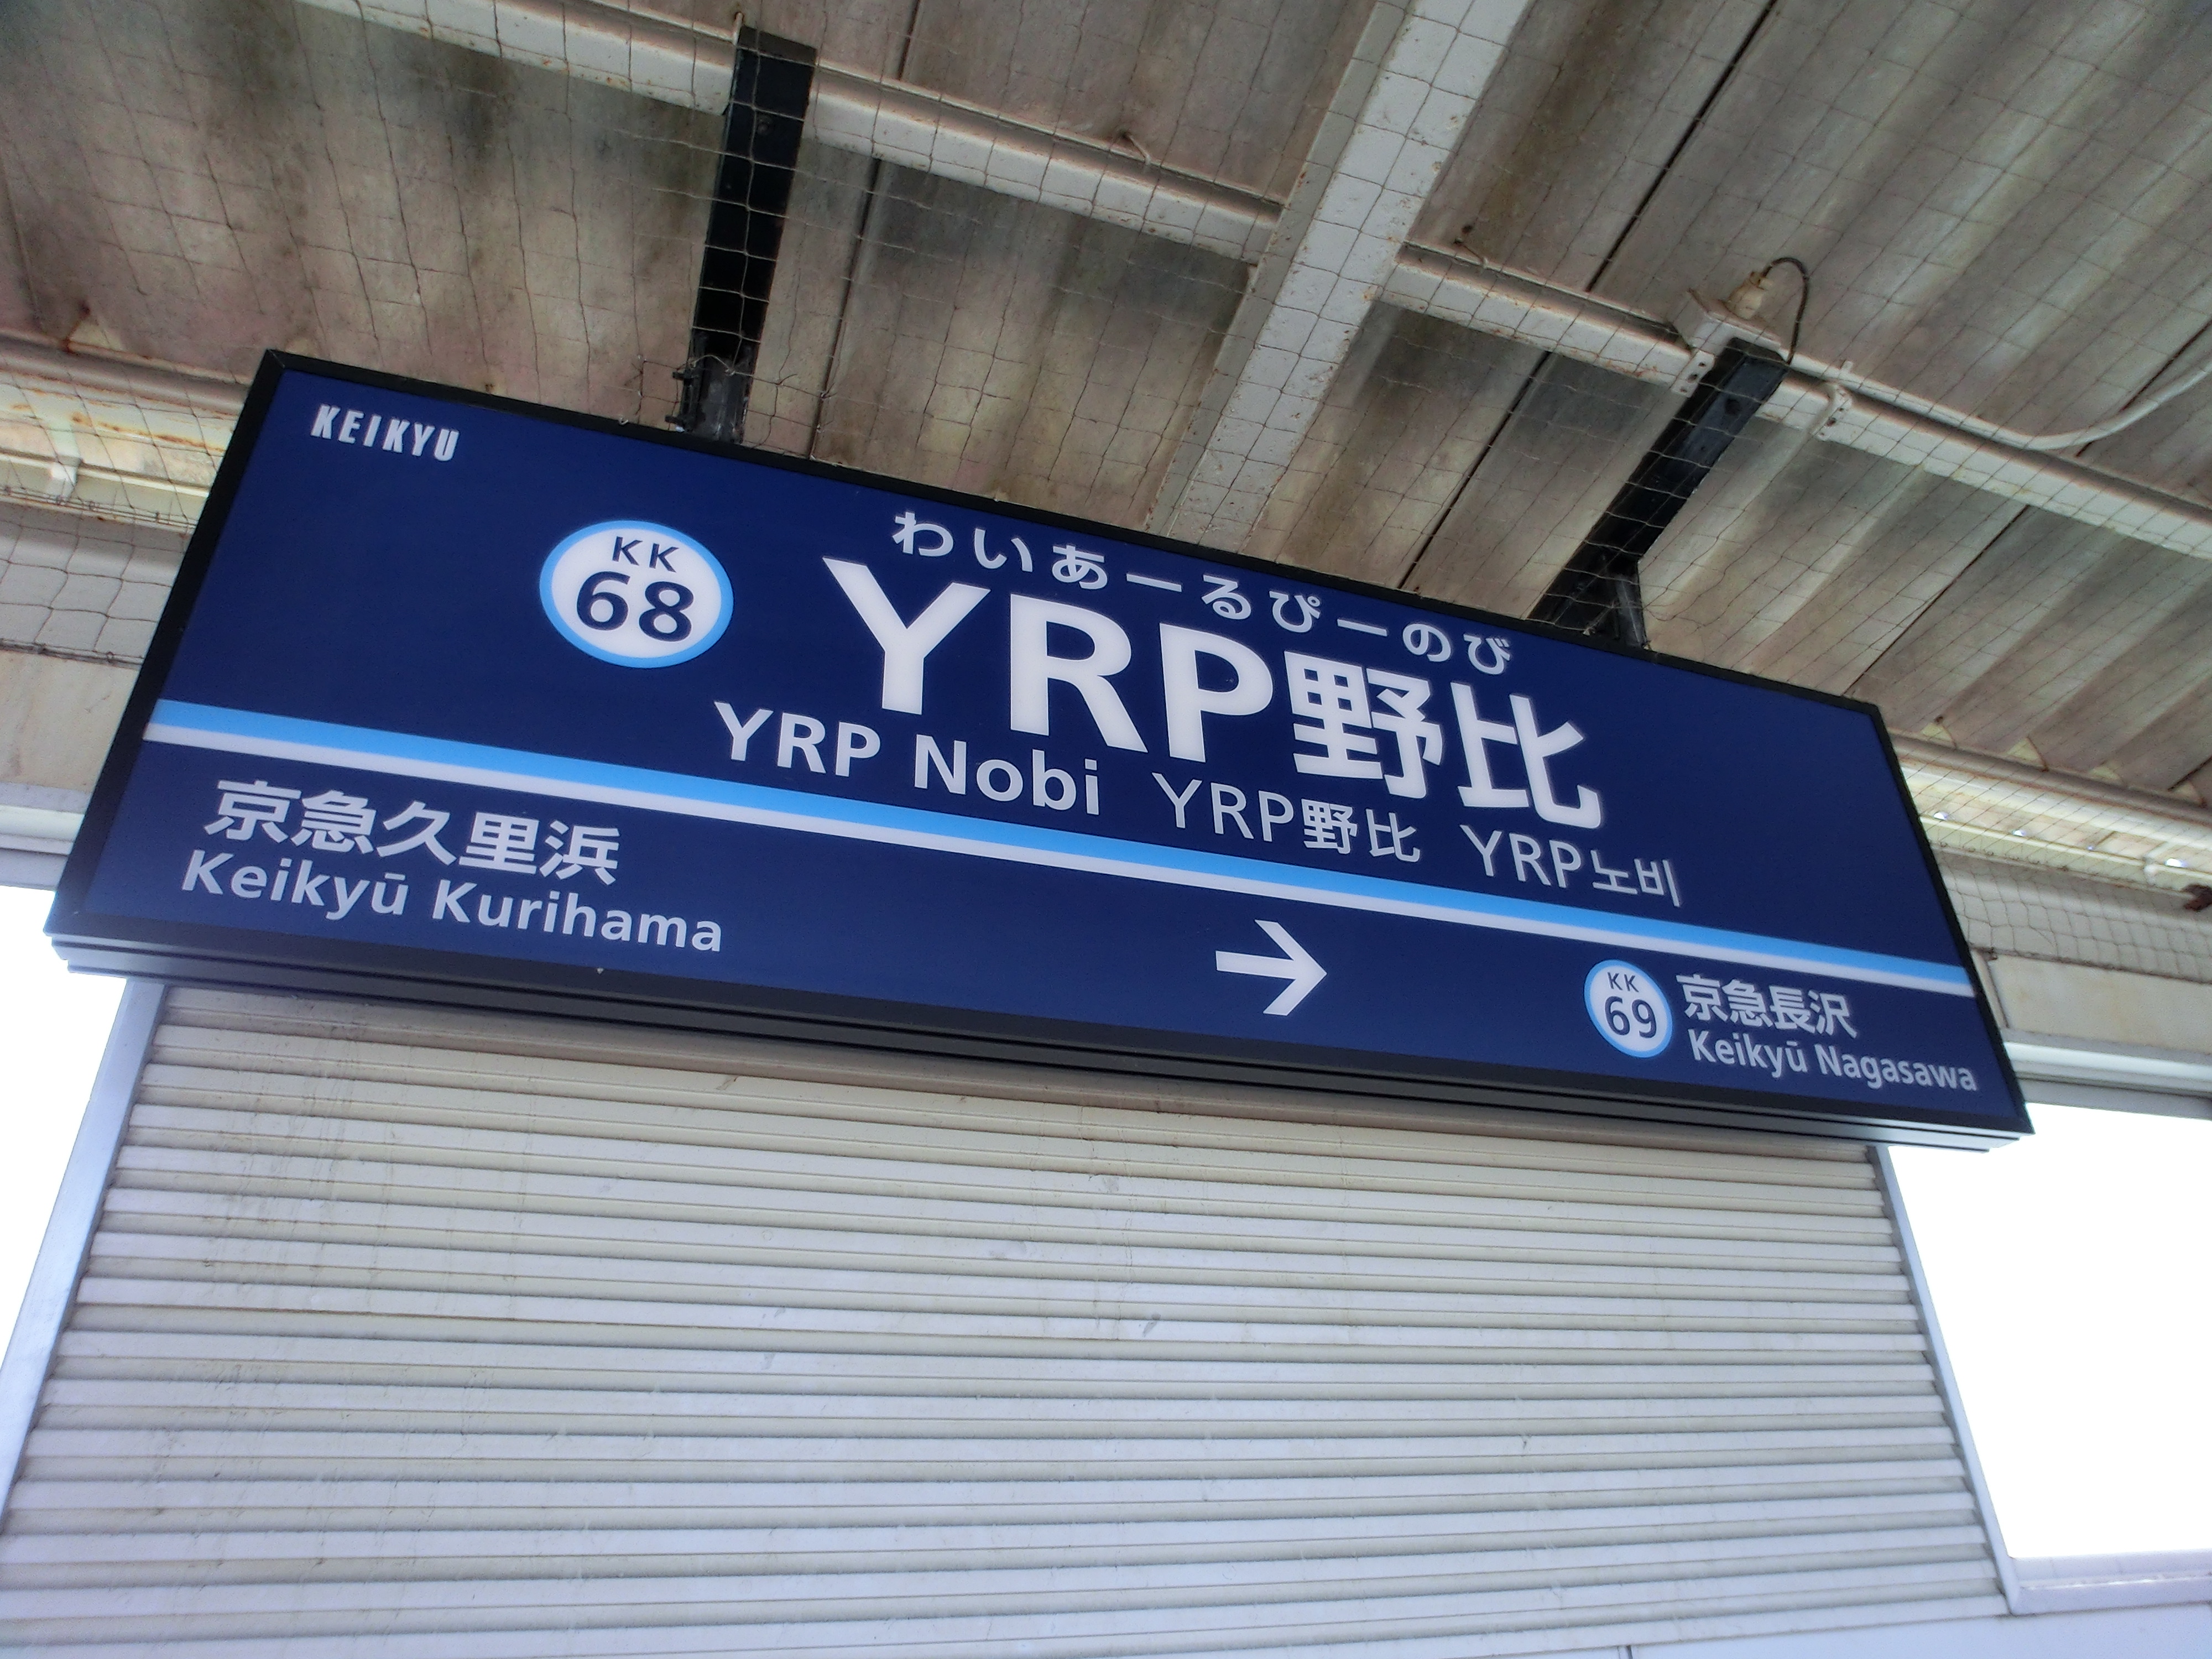 KEIKYU
わいあーるぴーのび
KK
68
YRP野比
YRP Nobi YRP野比 YRP노비
京急久里浜
Keikyū Kurihama
→
KK
69
京急長沢
Keikyū Nagasawa